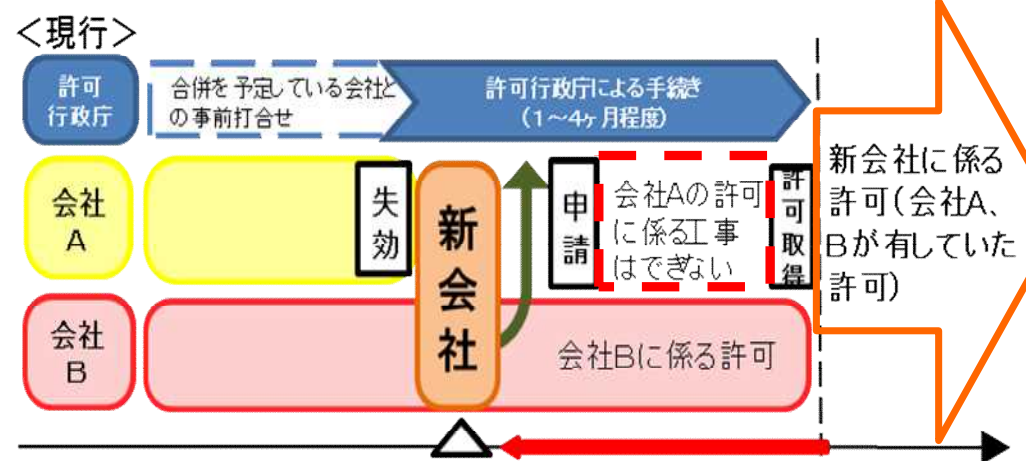 ＜現行＞
許可
行政庁
合併を予定している会社と
の事前打合せ
許可行政庁による手続き
（1～4ヶ月程度）
会社
A
失
効
新
会
社
申
請
会社Aの許可
に係る工事
はできない
許
可
取
得
新会社に係る
許可（会社A、
Bが有していた
許可）
会社
B
会社Bに係る許可